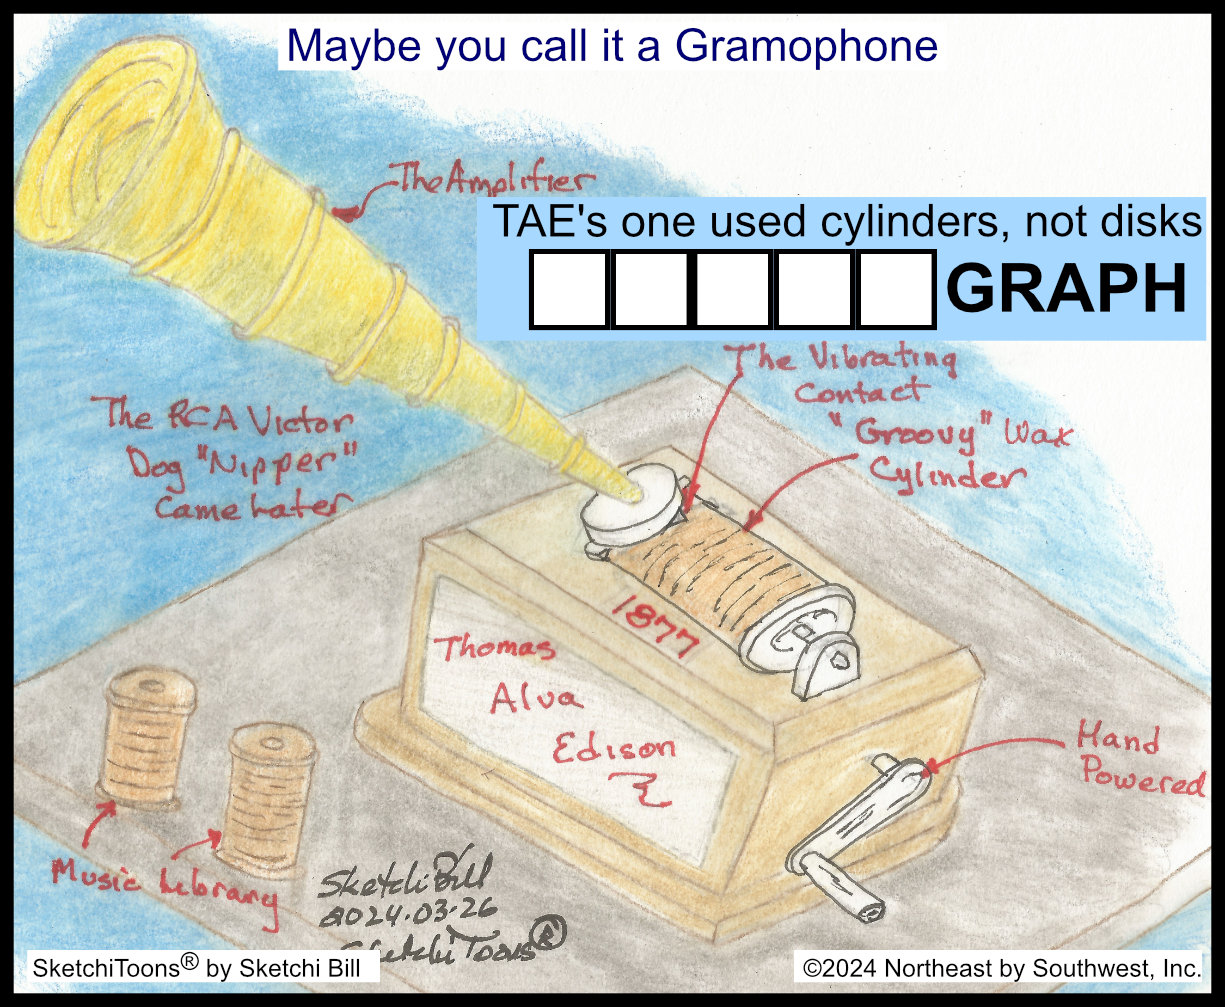 Maybe you call it a Gramophone
The Amplifier
TAE's one used cylinders, not disks
GRAPH
The Vibrating
Contact
"Groovy" Wax
Cylinder
The RCA Victor
Dog "Nipper"
Came Later
1877
Thomas
Alva
Edison
Hand
Powered
Music Library
SketchiBill
2024.03.26
SketchiToons®
SketchiToons® by Sketchi Bill
©2024 Northeast by Southwest, Inc.